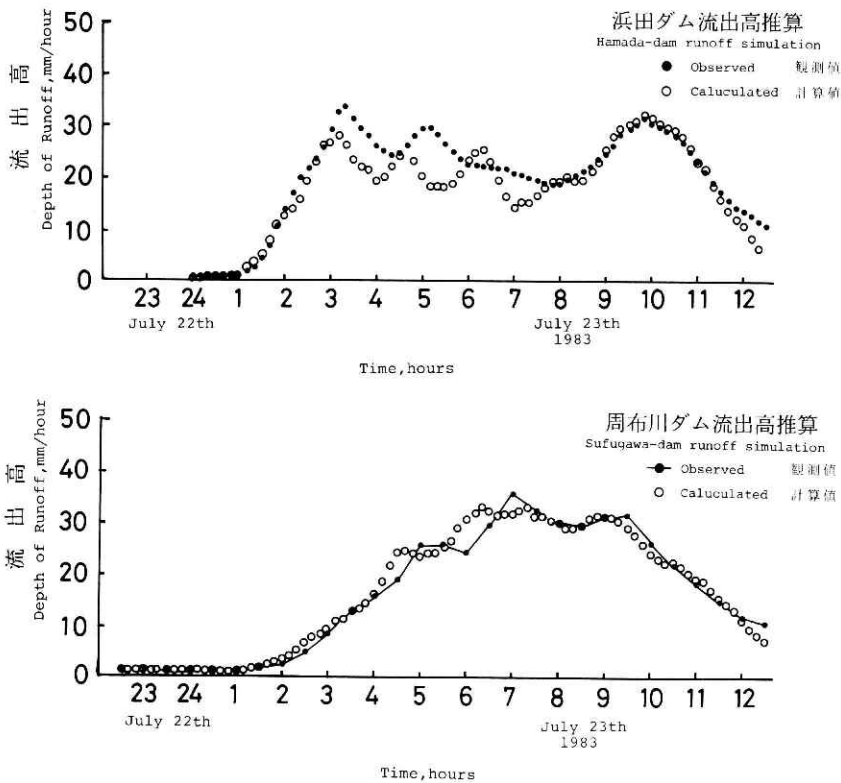 浜田ダム流出高推算
Hamada-dam runoff simulation
● Observed 観測値
○ Caluculated 計算値
流出高
Depth of Runoff,mm/hour
50
40
30
20
10
0
23 24 1 2 3 4 5 6 7 8 9 10 11 12
July 22th July 23th
1983
Time,hours
周布川ダム流出高推算
Sufugawa-dam runoff simulation
● Observed 観測値
○ Caluculated 計算値
流出高
Depth of Runoff,mm/hour
50
40
30
20
10
0
23 24 1 2 3 4 5 6 7 8 9 10 11 12
July 22th July 23th
1983
Time,hours